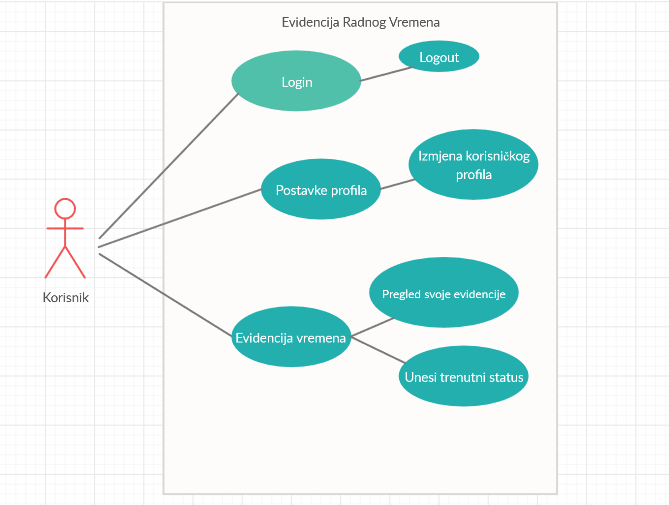 Evidencija Radnog Vremena
Login
Logout
Postavke profila
Izmjena korisničkog
profila
Korisnik
Evidencija vremena
Pregled svoje evidencije
Unesi trenutni status